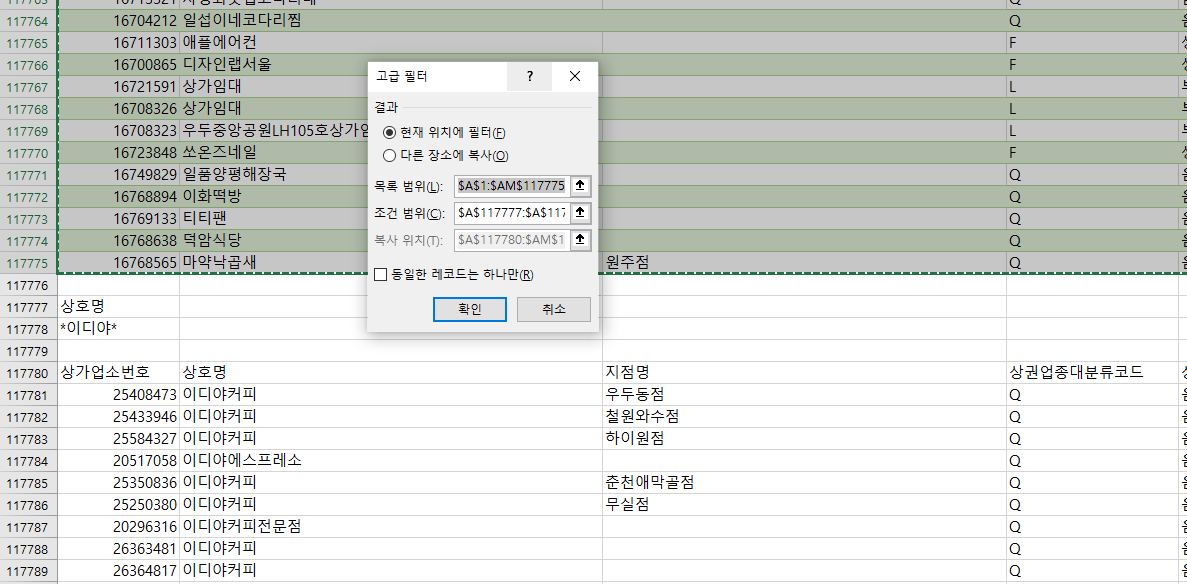 117764 16704212 일섭이네코다리찜 Q
117765 16711303 애플에어컨 F
117766 16700865 디자인랩서울 F
117767 16721591 상가임대 L
117768 16708326 상가임대 L
117769 16708323 우두중앙공원LH105호상가임 L
117770 16723848 쏘온즈네일 F
117771 16749829 일품양평해장국 Q
117772 16768894 이화떡방 Q
117773 16769133 티티팬 Q
117774 16768638 덕암식당 Q
117775 16768565 마약낙곱새 원주점 Q
117776
117777 상호명
117778 *이디야*
117779
117780 상가업소번호 상호명 지점명 상권업종대분류코드
117781 25408473 이디야커피 우두동점 Q
117782 25433946 이디야커피 철원와수점 Q
117783 25584327 이디야커피 하이원점 Q
117784 20517058 이디야에스프레소 Q
117785 25350836 이디야커피 춘천애막골점 Q
117786 25250380 이디야커피 무실점 Q
117787 20296316 이디야커피전문점 Q
117788 26363481 이디야커피 Q
117789 26364817 이디야커피 Q
고급 필터 ?
결과
현재 위치에 필터(F)
다른 장소에 복사(O)
목록 범위(L): $A$1:$AM$117775
조건 범위(C): $A$117777:$A$117
복사 위치(T): $A$117780:$AM$1
동일한 레코드는 하나만(R)
확인 취소